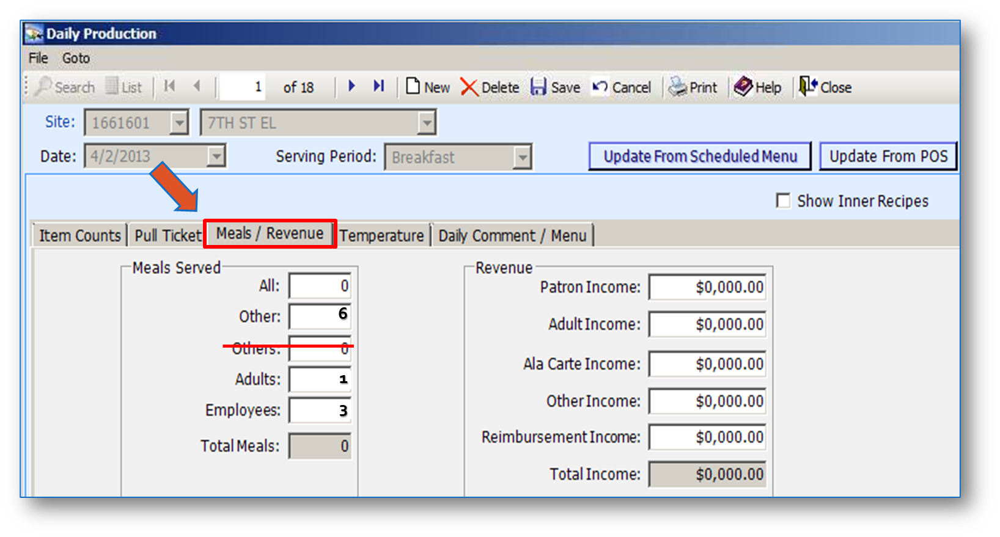 Daily Production
File Goto
Search List 1 of 18 New Delete Save Cancel Print Help Close
Site: 1661601 7TH ST EL
Date: 4/2/2013 Serving Period: Breakfast Update From Scheduled Menu Update From POS
Show Inner Recipes
Item Counts Pull Ticket Meals / Revenue Temperature Daily Comment / Menu
Meals Served
All: 0
Other: 6
Others: 0
Adults: 1
Employees: 3
Total Meals: 0
Revenue
Patron Income: $0,000.00
Adult Income: $0,000.00
Ala Carte Income: $0,000.00
Other Income: $0,000.00
Reimbursement Income: $0,000.00
Total Income: $0,000.00